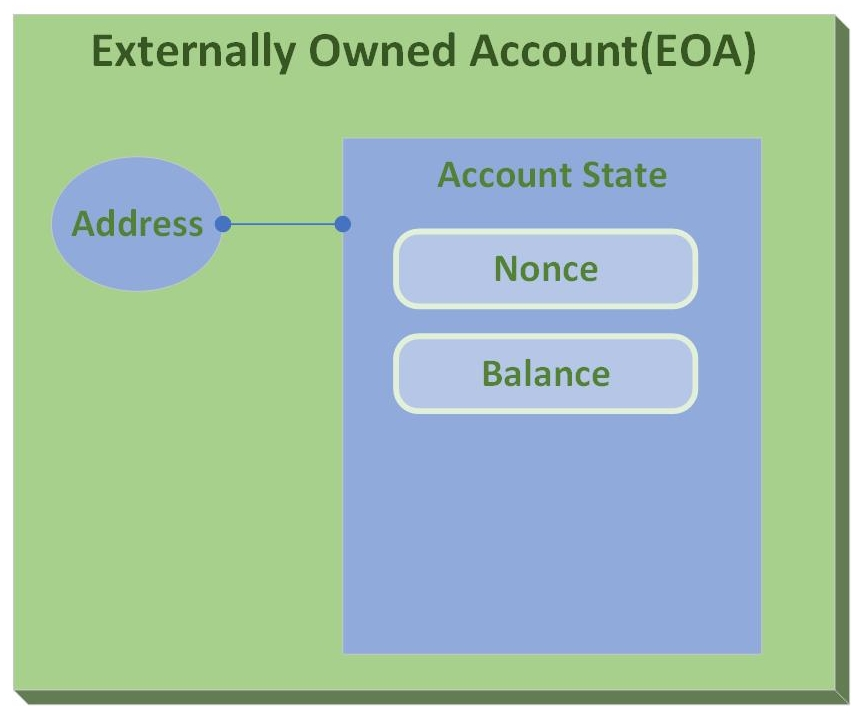 Externally Owned Account(EOA)
Account State
Address
Nonce
Balance